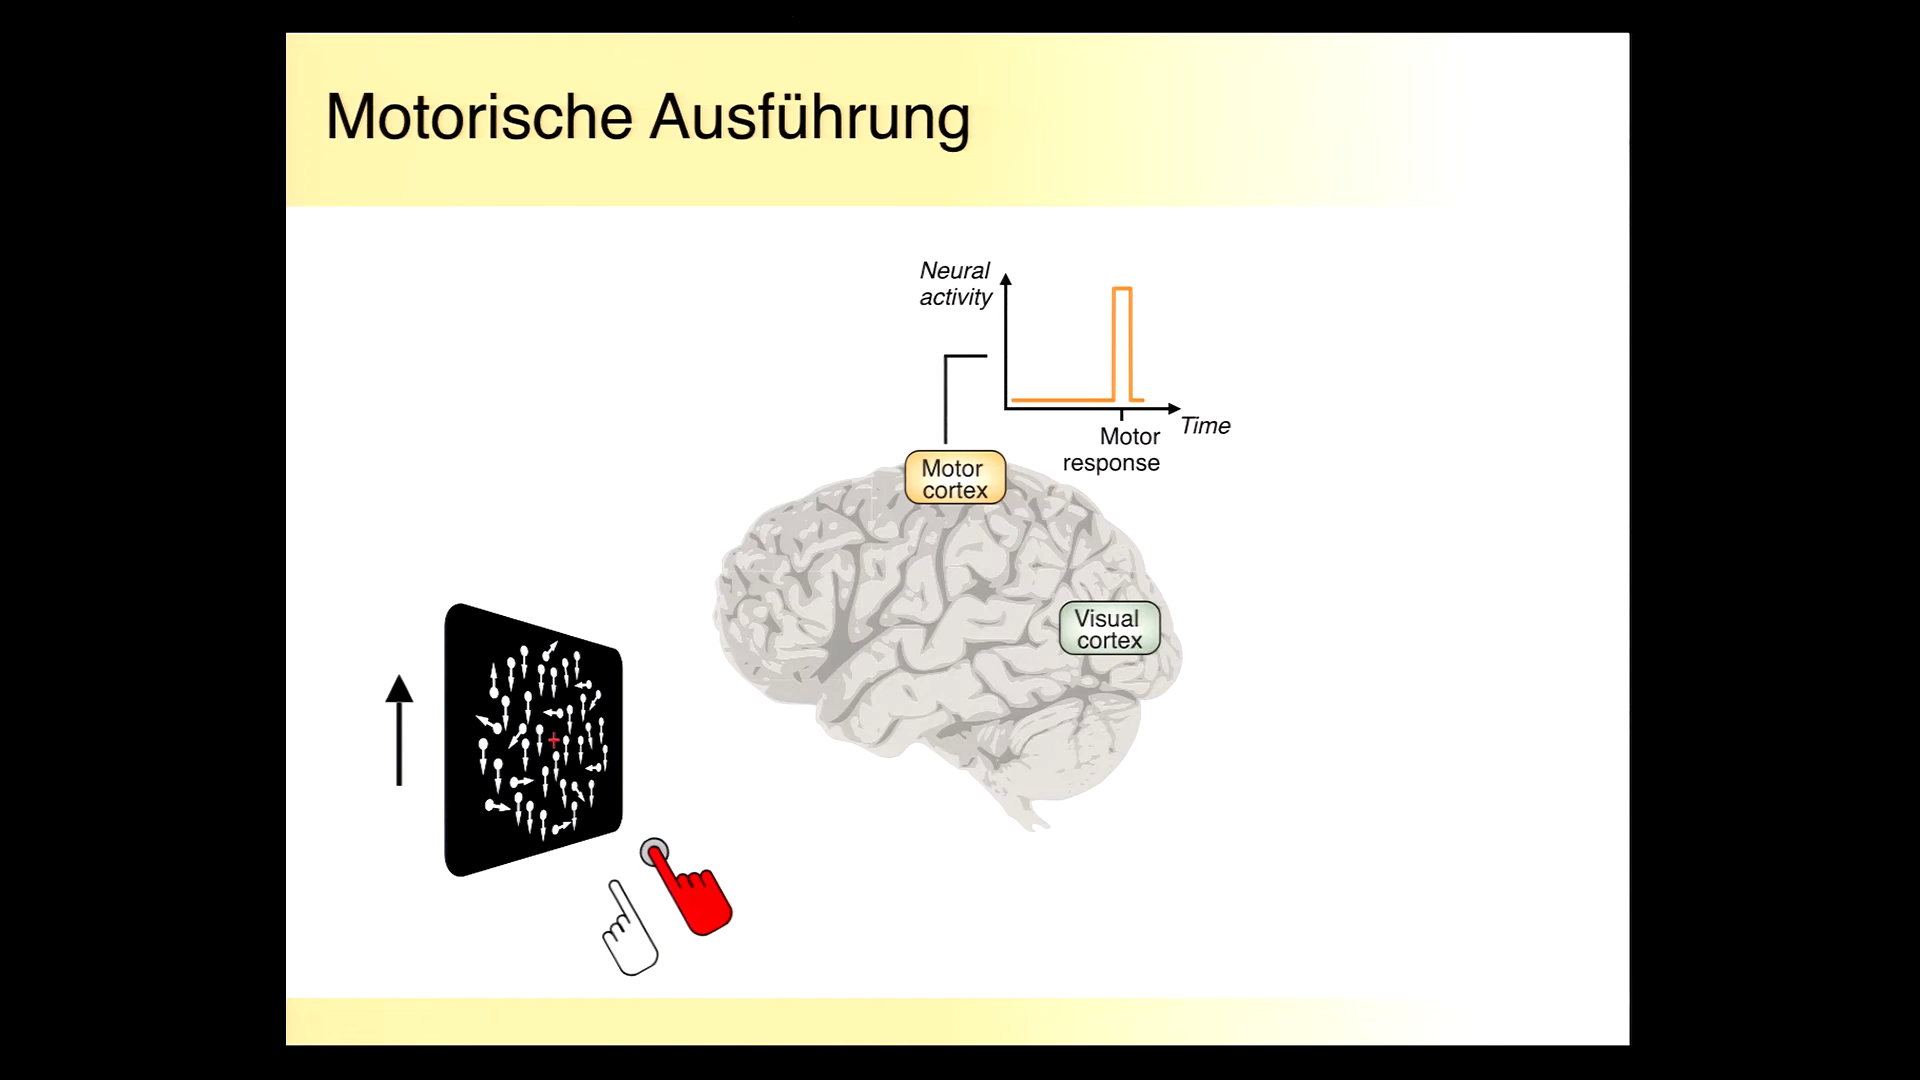 Motorische Ausführung
Neural
activity
Time
Motor
response
Motor
cortex
Visual
cortex